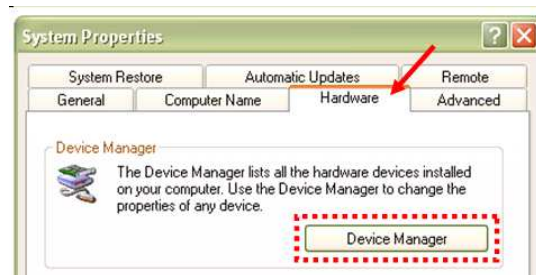 System Properties
System Restore Automatic Updates Remote
General Computer Name Hardware Advanced
Device Manager
The Device Manager lists all the hardware devices installed
on your computer. Use the Device Manager to change the
properties of any device.
Device Manager